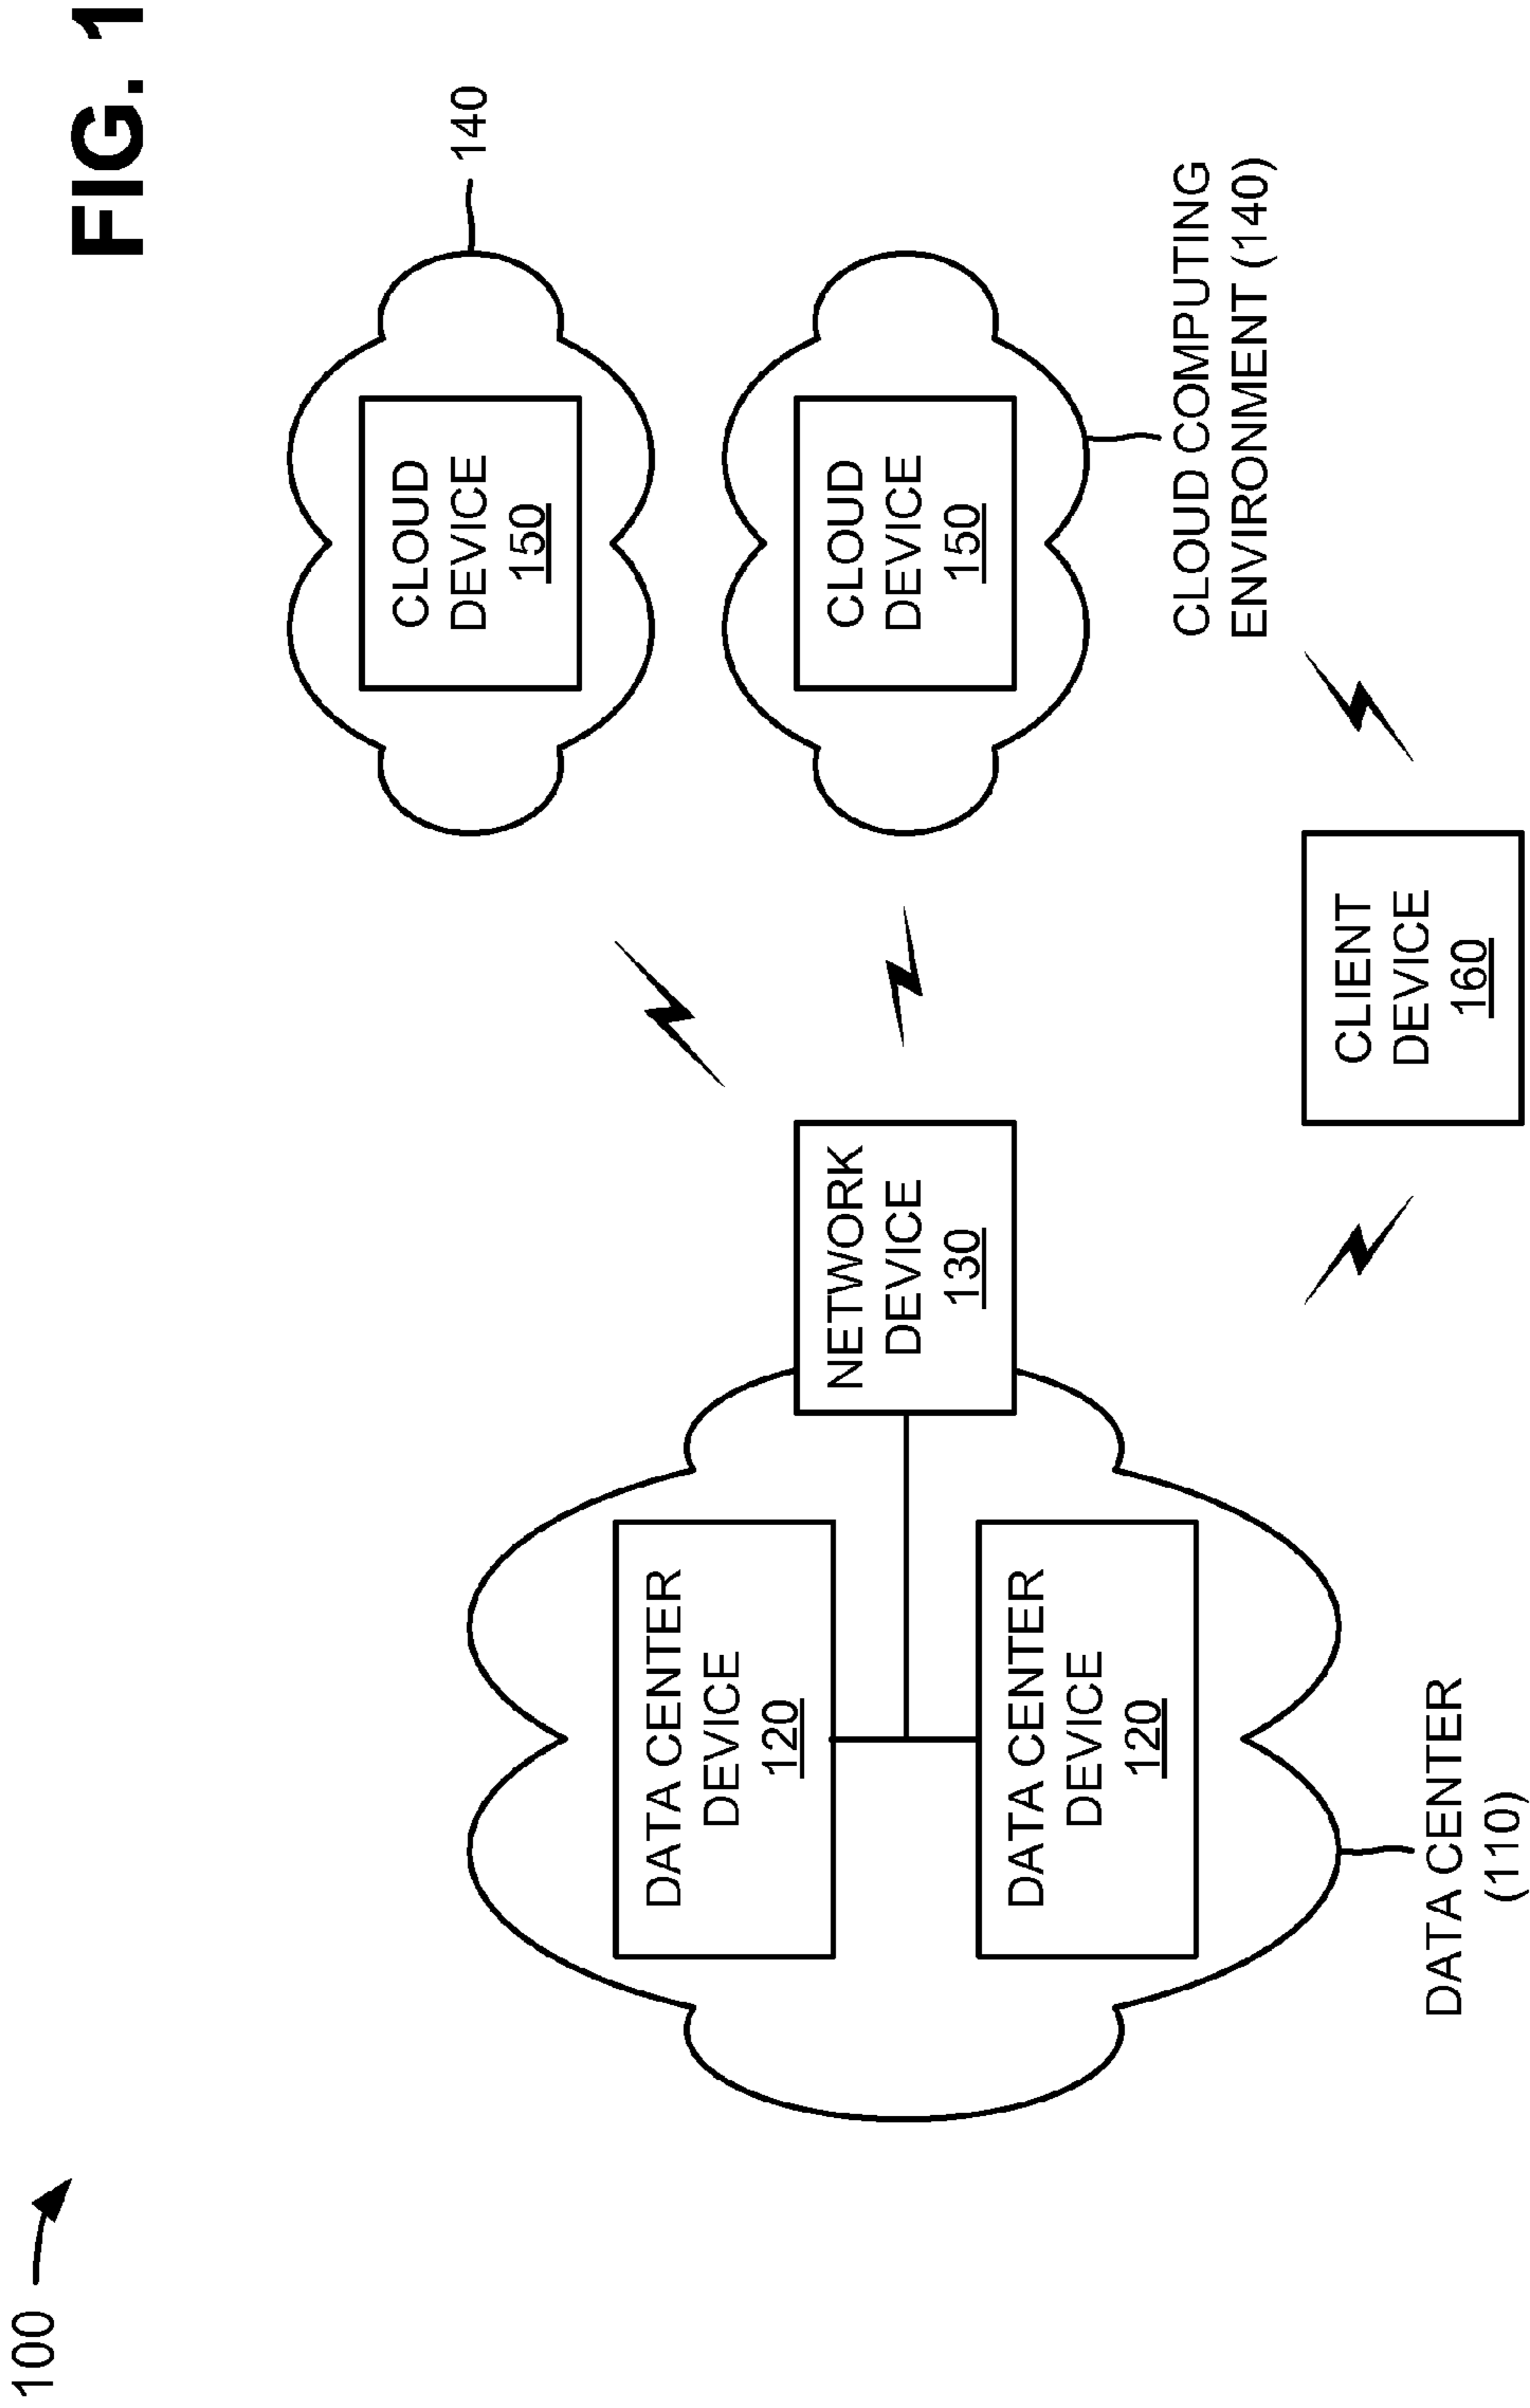 100
FIG. 1
140
CLOUD
DEVICE
150
CLOUD
DEVICE
150
CLOUD COMPUTING
ENVIRONMENT (140)
NETWORK
DEVICE
130
DATA CENTER
DEVICE
120
DATA CENTER
DEVICE
120
CLIENT
DEVICE
160
DATA CENTER
(110)